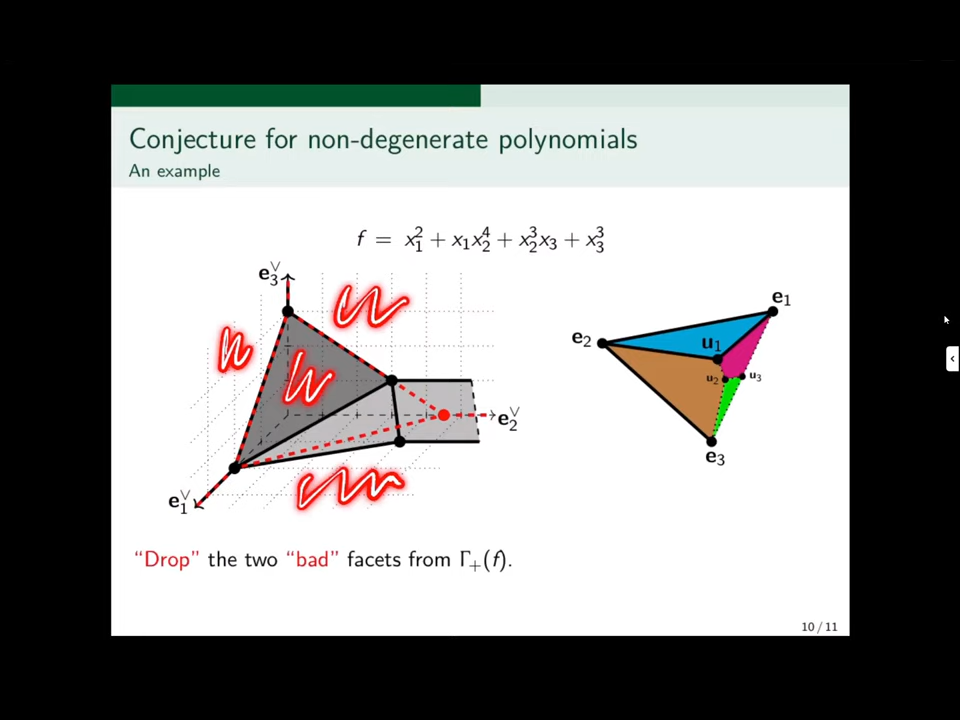 Conjecture for non-degenerate polynomials
An example
f = x₁² + x₁x₂⁴ + x₂³x₃ + x₃³
e₃^∨
e₂^∨
e₁^∨
e₁
e₂
u₁
u₂
u₃
e₃
“Drop” the two “bad” facets from Γ₊(f).
10 / 11